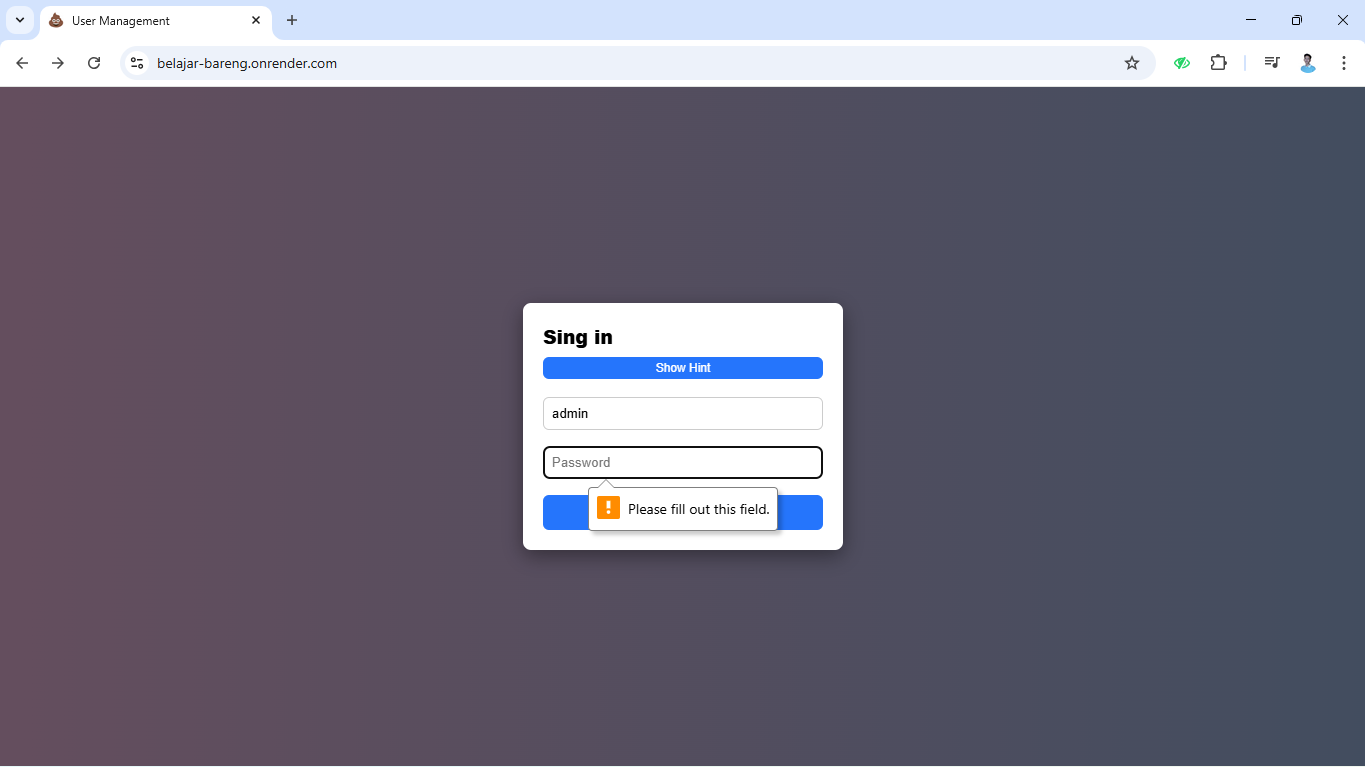 User Management
belajar-bareng.onrender.com
Sing in
Show Hint
admin
Password
Please fill out this field.